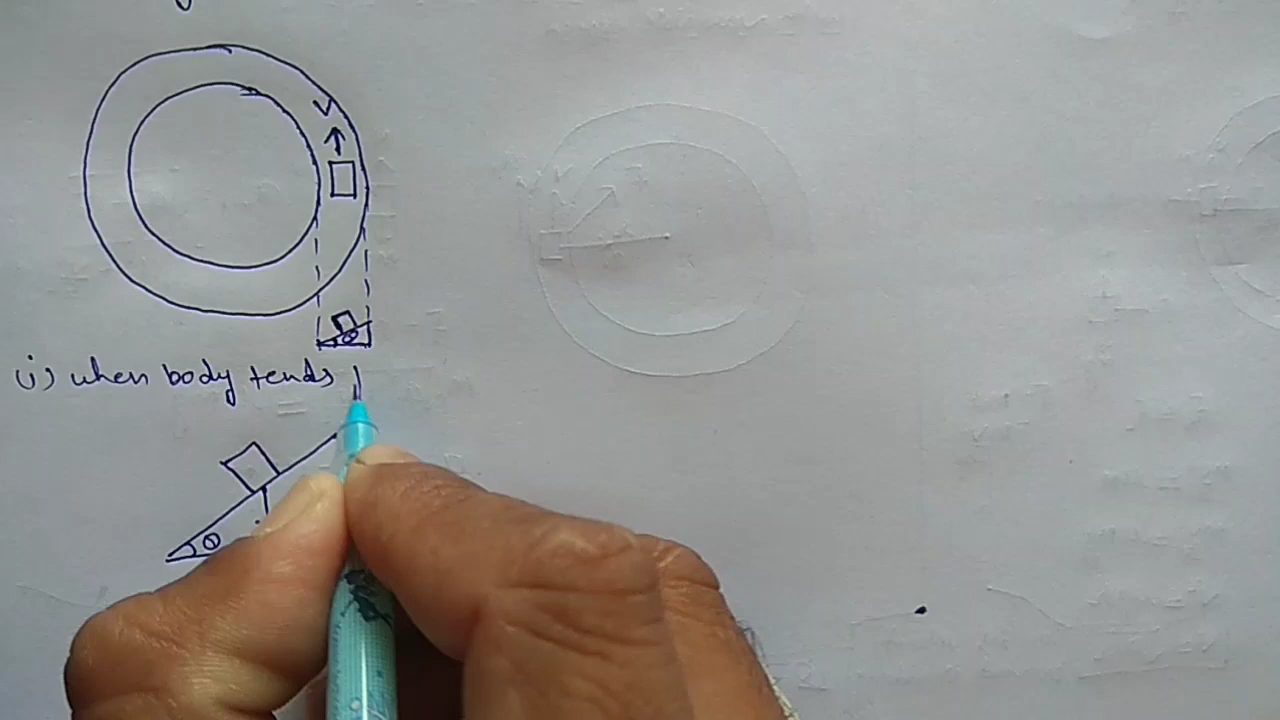 V
θ
(i) when body tends
θ